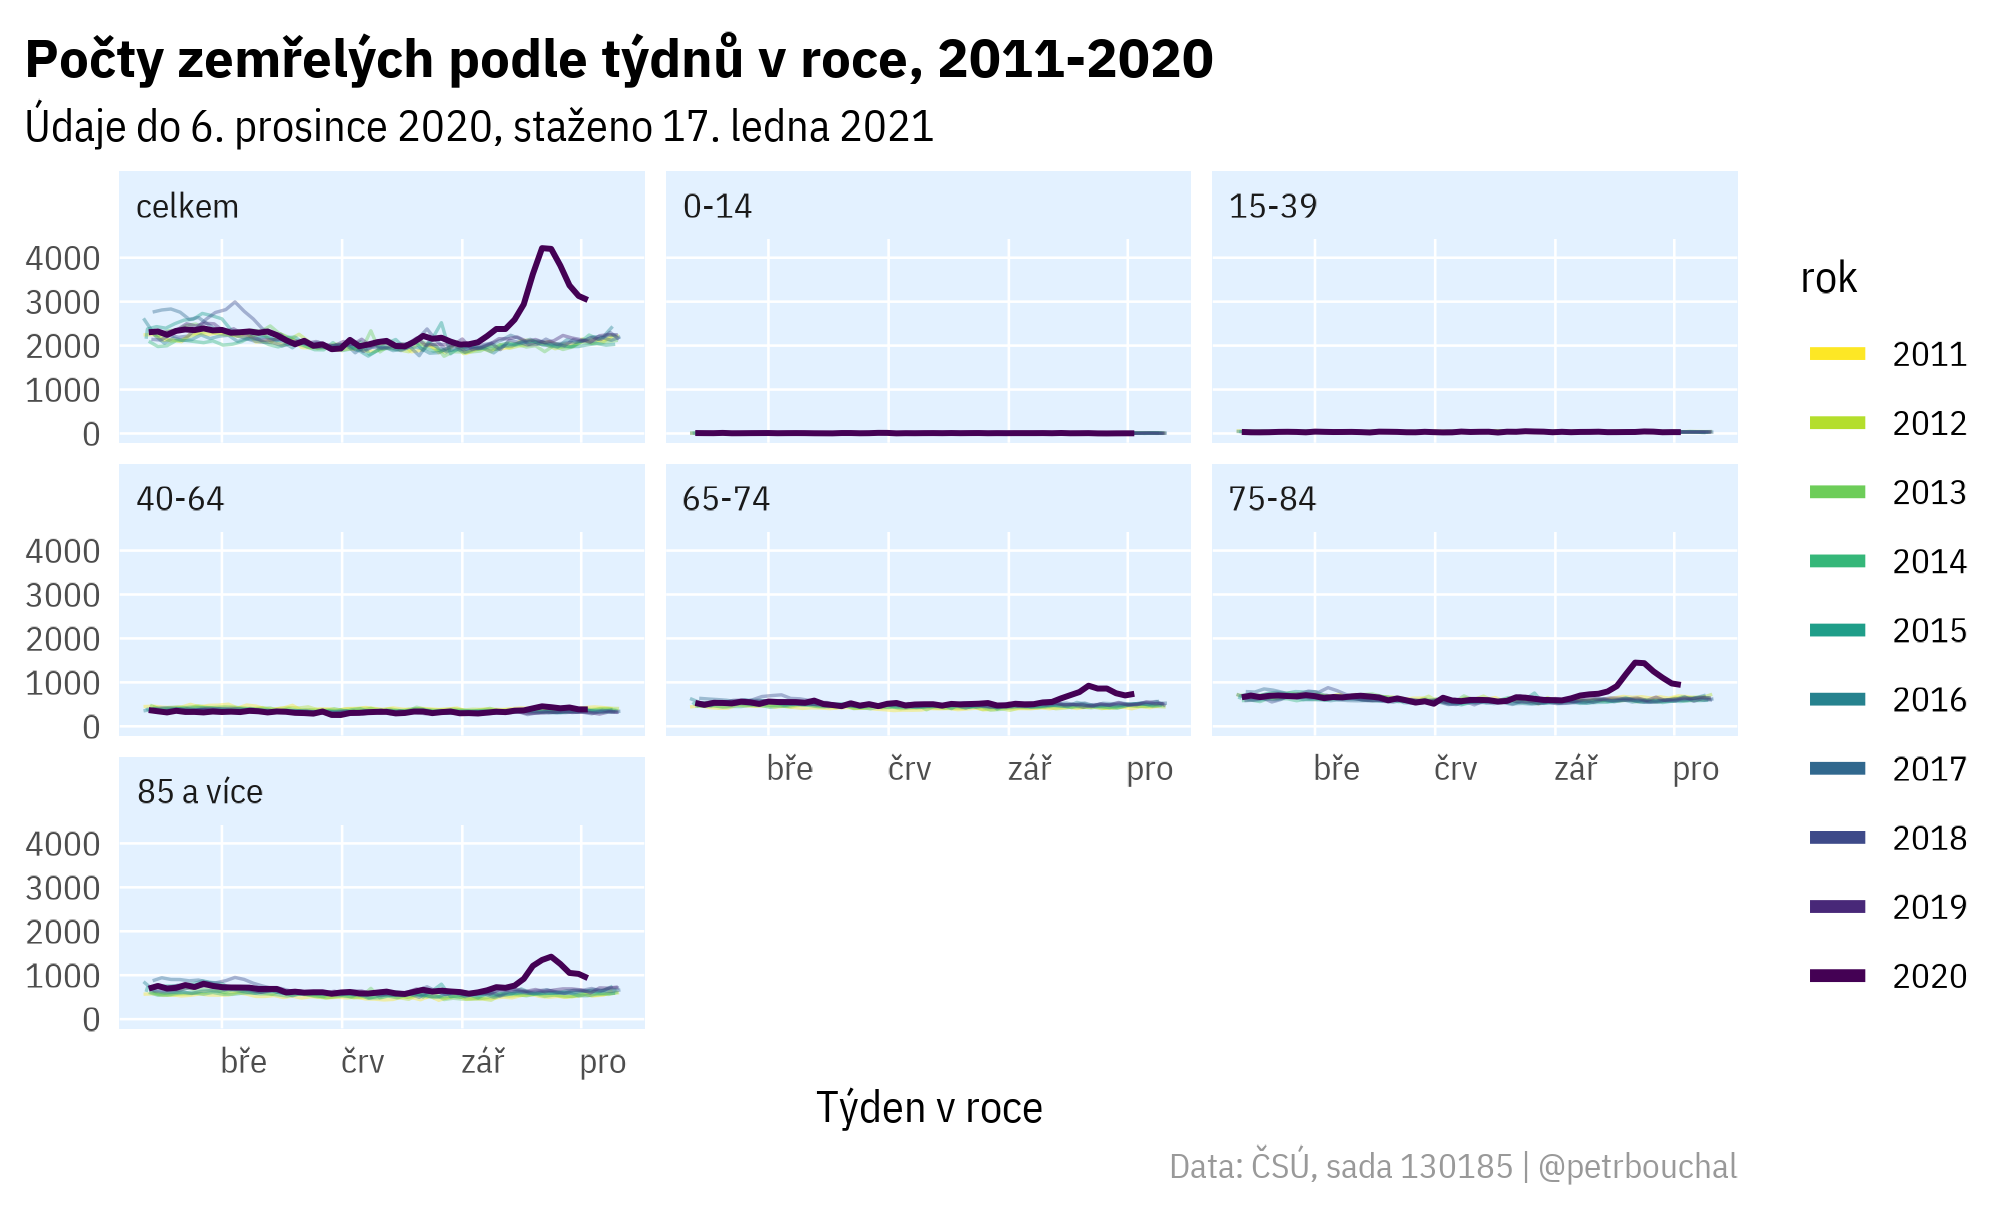 Počty zemřelých podle týdnů v roce, 2011-2020
Údaje do 6. prosince 2020, staženo 17. ledna 2021
celkem
0-14
15-39
4000
3000
2000
1000
0
40-64
65-74
75-84
4000
3000
2000
1000
0
bře
črv
zář
pro
bře
črv
zář
pro
85 a více
4000
3000
2000
1000
0
bře
črv
zář
pro
Týden v roce
rok
2011
2012
2013
2014
2015
2016
2017
2018
2019
2020
Data: ČSÚ, sada 130185 | @petrbouchal